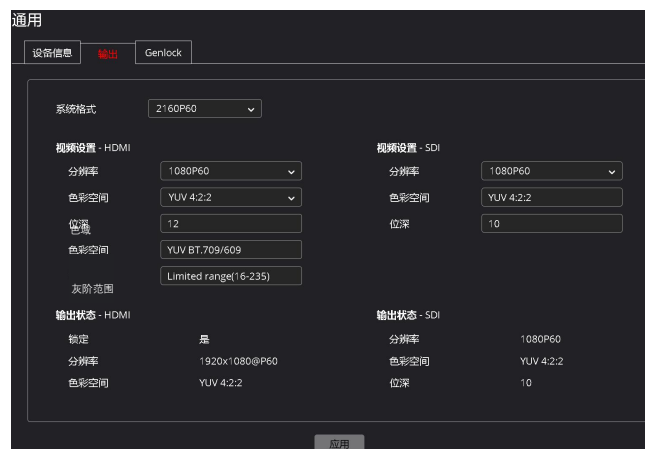 通用
设备信息 输出 Genlock
系统格式 2160P60
视频设置 - HDMI 视频设置 - SDI
分辨率 1080P60 分辨率 1080P60
色彩空间 YUV 4:2:2 色彩空间 YUV 4:2:2
位深 12 位深 10
色域
色彩空间 YUV BT.709/609
Limited range(16-235)
灰阶范围
输出状态 - HDMI 输出状态 - SDI
锁定 是 分辨率 1080P60
分辨率 1920x1080@P60 色彩空间 YUV 4:2:2
色彩空间 YUV 4:2:2 位深 10
应用